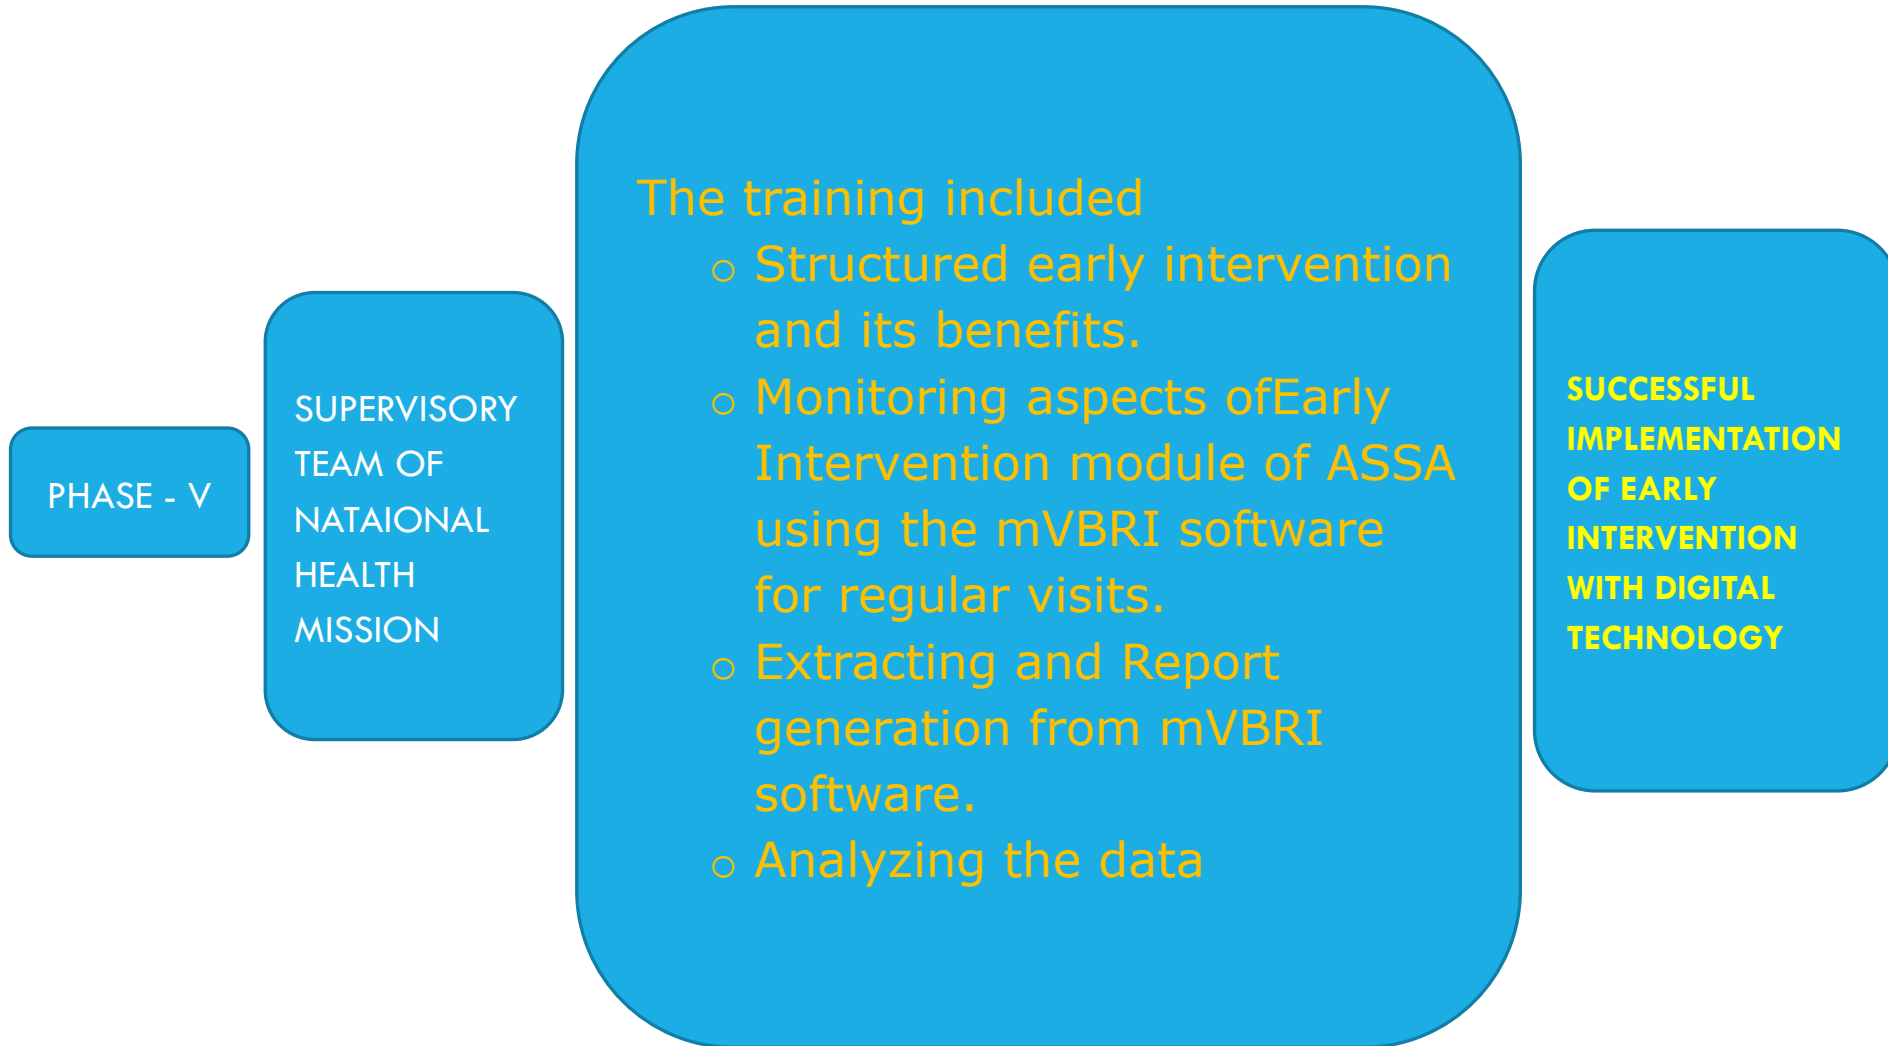 PHASE - V
SUPERVISORY
TEAM OF
NATAIONAL
HEALTH
MISSION
The training included
o Structured early intervention
and its benefits.
o Monitoring aspects ofEarly
Intervention module of ASSA
using the mVBRI software
for regular visits.
o Extracting and Report
generation from mVBRI
software.
o Analyzing the data
SUCCESSFUL
IMPLEMENTATION
OF EARLY
INTERVENTION
WITH DIGITAL
TECHNOLOGY